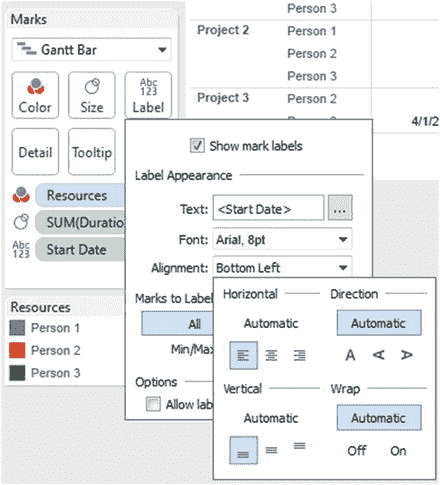 Marks
Gantt Bar
Color
Size
Abc
123
Label
Detail
Tooltip
Resources
SUM(Duratio
Abc
123
Start Date
Resources
Person 1
Person 2
Person 3
Person 3
Project 2
Person 1
Person 2
Person 3
Project 3
Person 2
4/1/2
Show mark labels
Label Appearance
Text:
<Start Date>
...
Font:
Arial, 8pt
Alignment:
Bottom Left
Marks to Label
All
Min/Max
Options
Allow lab
Horizontal
Direction
Automatic
Automatic
A
A
A
Vertical
Wrap
Automatic
Automatic
Off
On